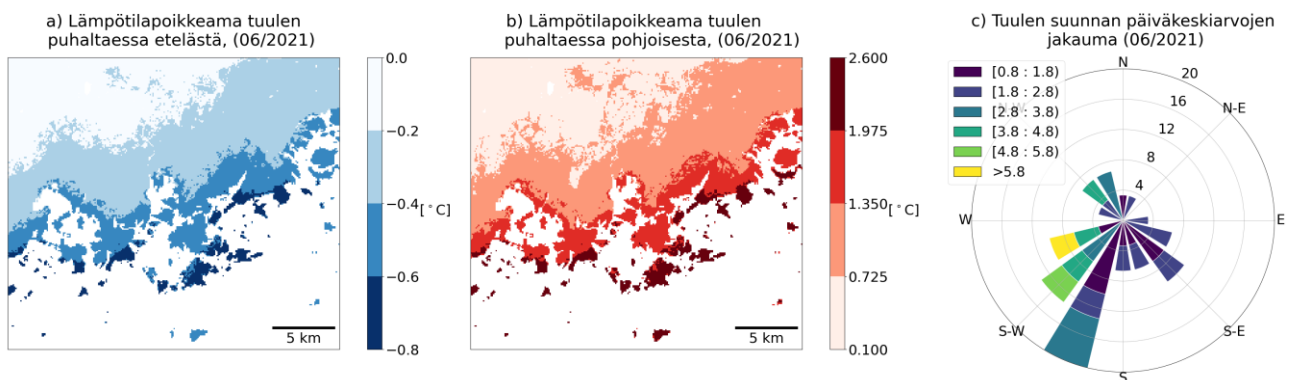 a) Lämpötilapoikkeama tuulen
puhaltaessa etelästä, (06/2021)
0.0
−0.2
−0.4
[°C]
−0.6
−0.8
5 km
b) Lämpötilapoikkeama tuulen
puhaltaessa pohjoisesta, (06/2021)
2.600
1.975
1.350
[°C]
0.725
0.100
5 km
c) Tuulen suunnan päiväkeskiarvojen
jakauma (06/2021)
N
[0.8 : 1.8)
[1.8 : 2.8)
[2.8 : 3.8)
[3.8 : 4.8)
[4.8 : 5.8)
>5.8
20
16
12
8
4
N-E
W
E
S-W
S-E
S